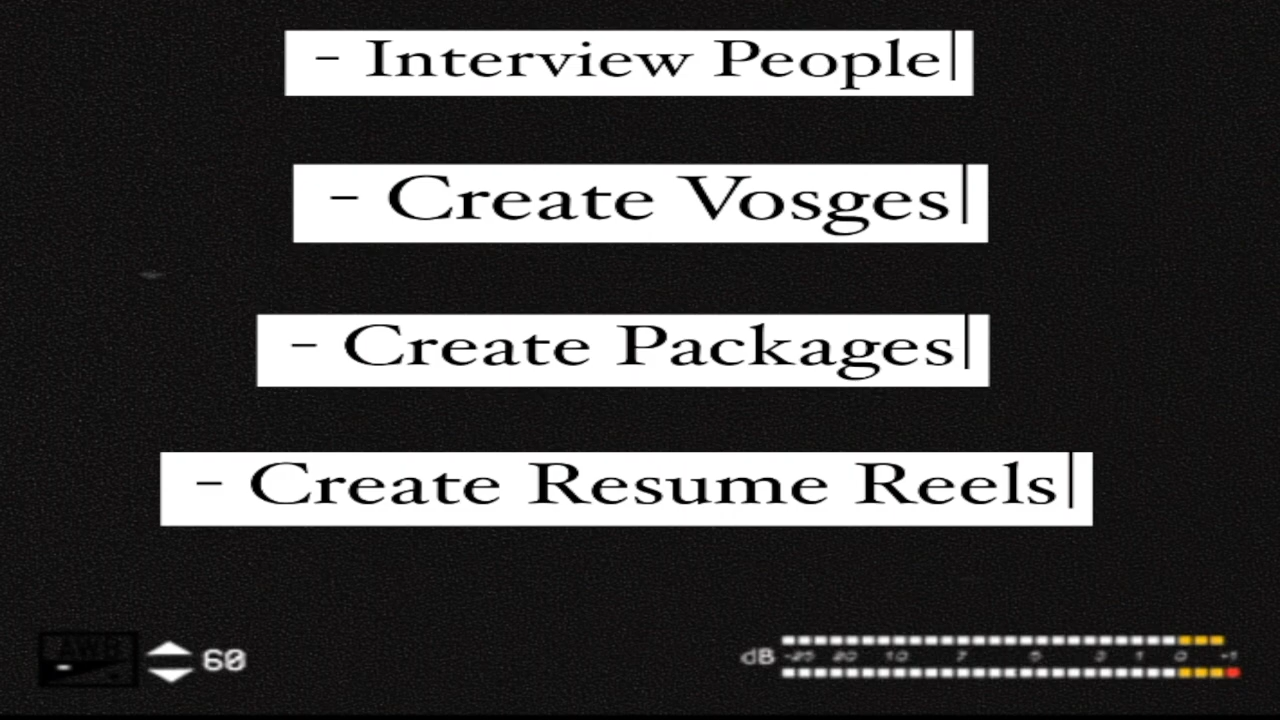 - Interview People|
- Create Vosges|
- Create Packages|
- Create Resume Reels|
AWB
60
dB -25 20 10 7 5 3 1 0 -1